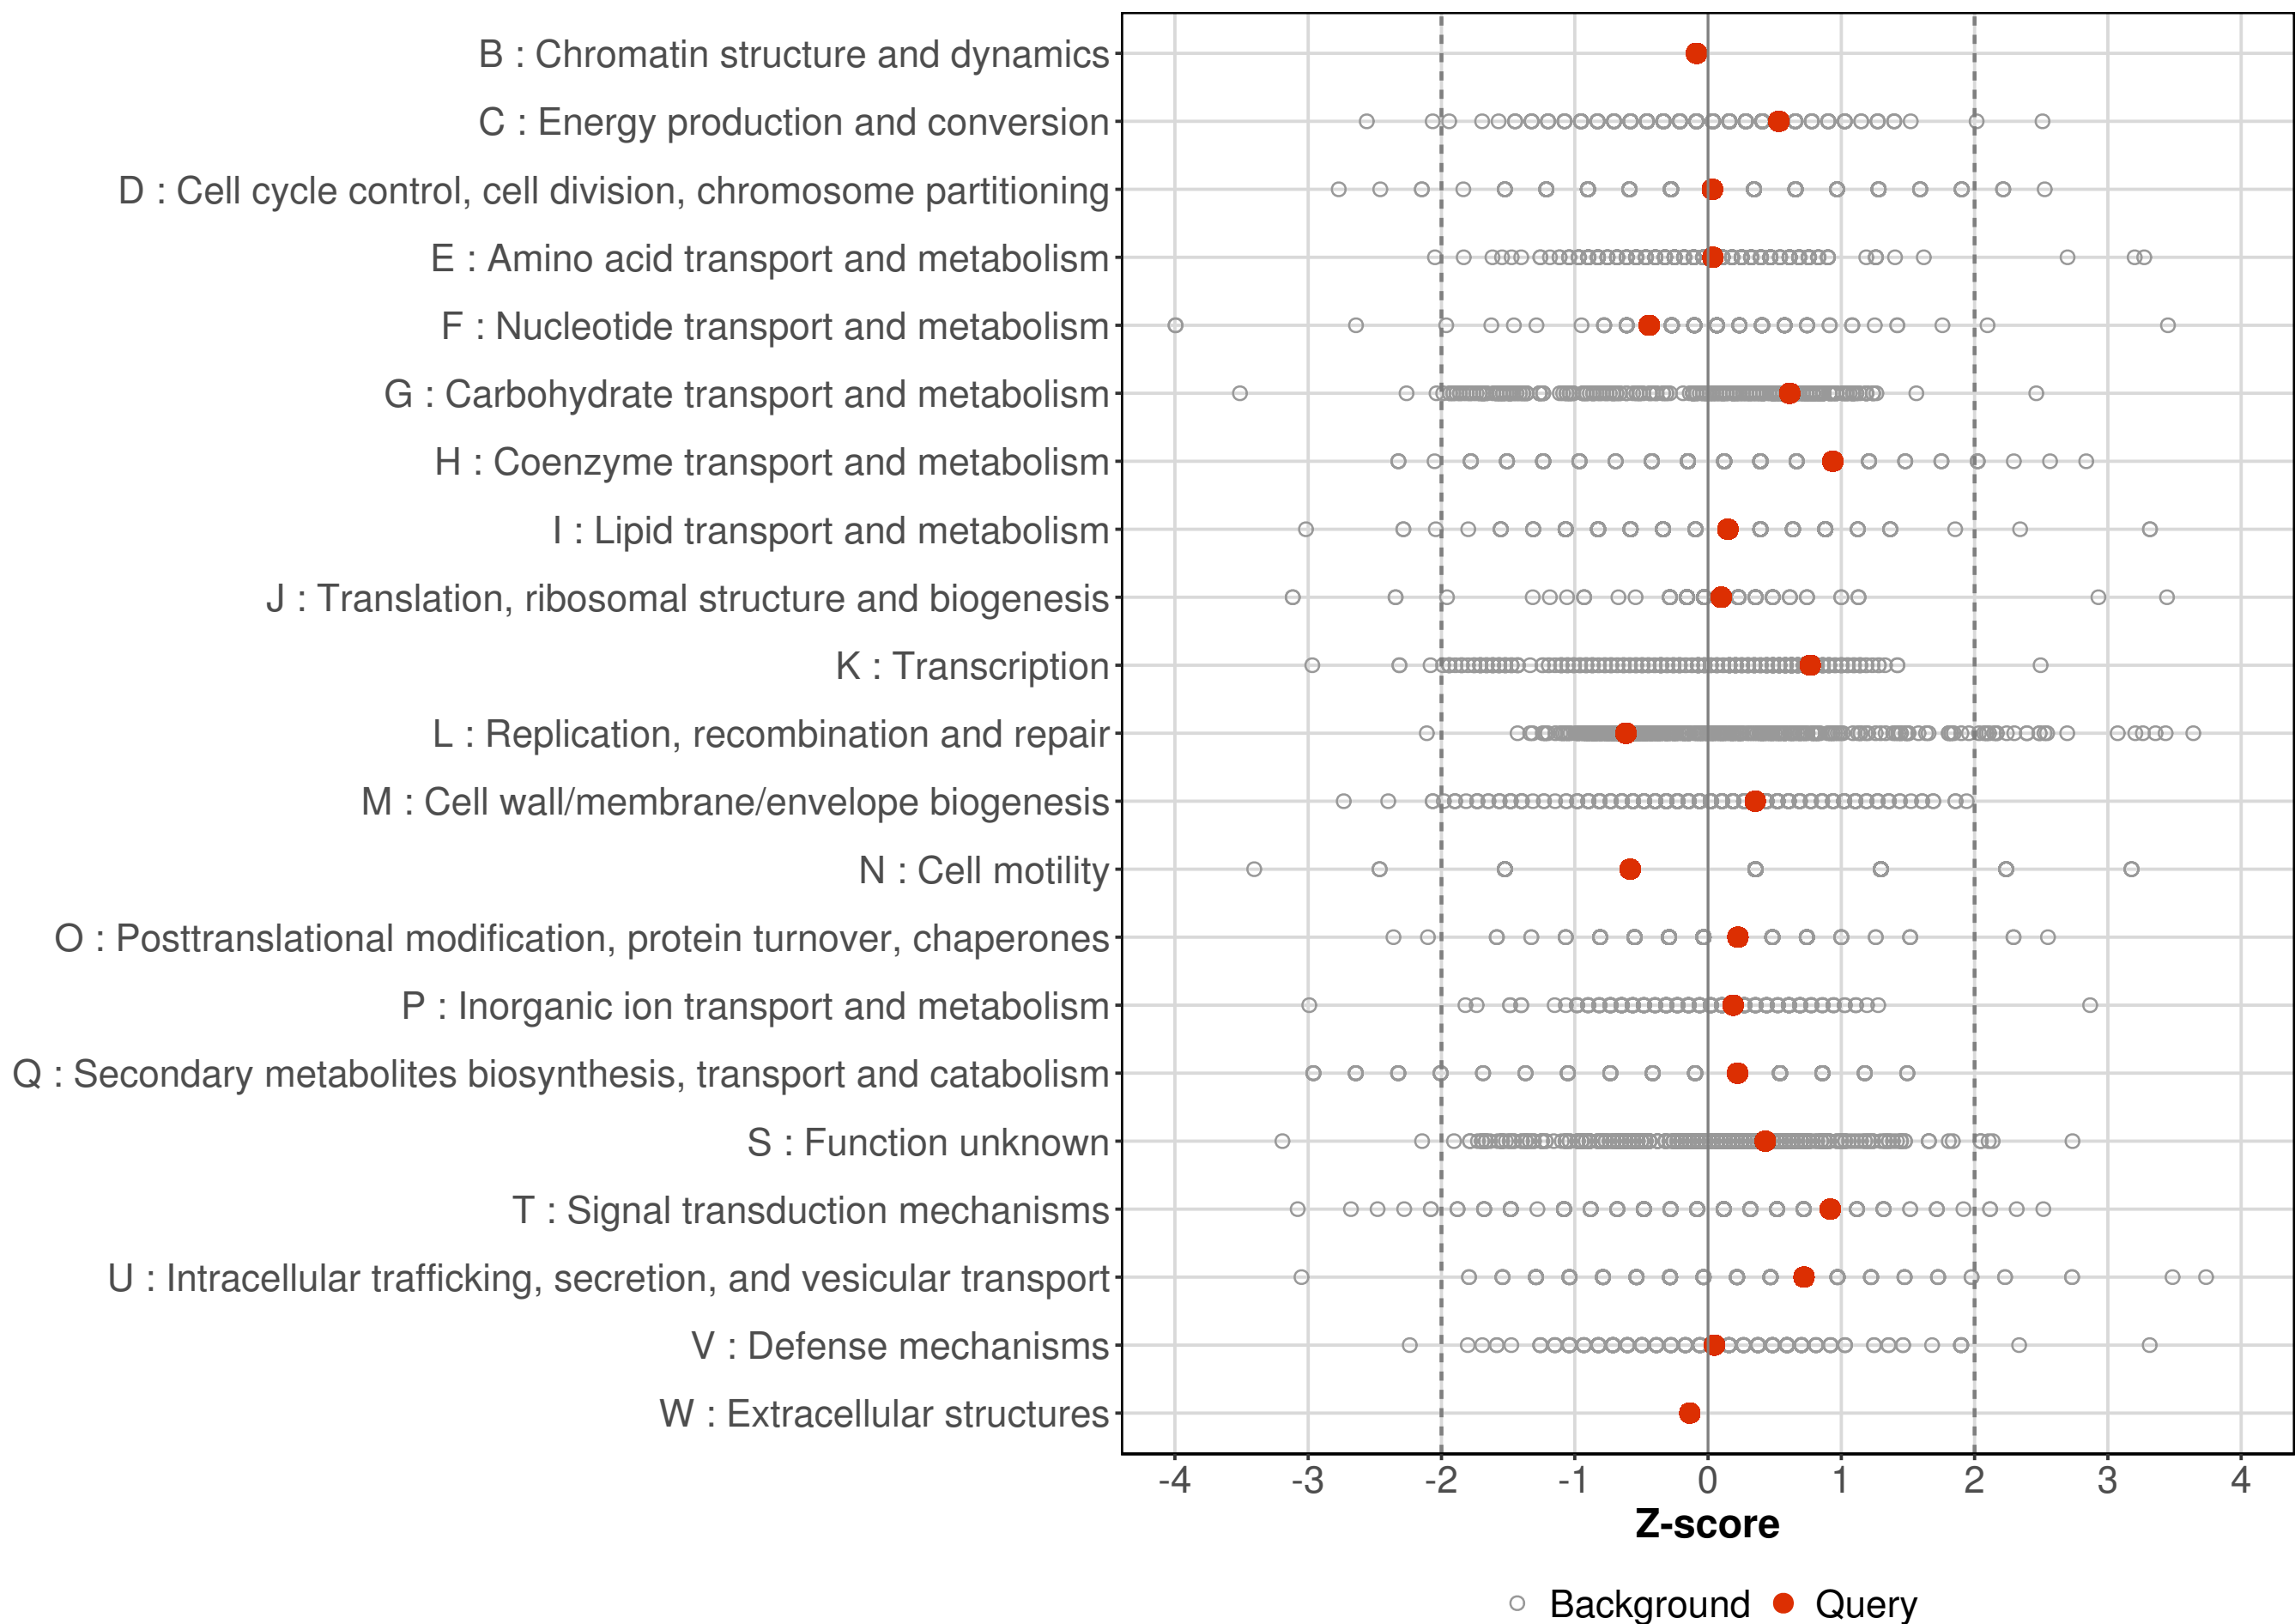 B : Chromatin structure and dynamics
C : Energy production and conversion
D : Cell cycle control, cell division, chromosome partitioning
E : Amino acid transport and metabolism
F : Nucleotide transport and metabolism
G : Carbohydrate transport and metabolism
H : Coenzyme transport and metabolism
I : Lipid transport and metabolism
J : Translation, ribosomal structure and biogenesis
K : Transcription
L : Replication, recombination and repair
M : Cell wall/membrane/envelope biogenesis
N : Cell motility
O : Posttranslational modification, protein turnover, chaperones
P : Inorganic ion transport and metabolism
Q : Secondary metabolites biosynthesis, transport and catabolism
S : Function unknown
T : Signal transduction mechanisms
U : Intracellular trafficking, secretion, and vesicular transport
V : Defense mechanisms
W : Extracellular structures
-4 -3 -2 -1 0 1 2 3 4
Z-score
Background Query